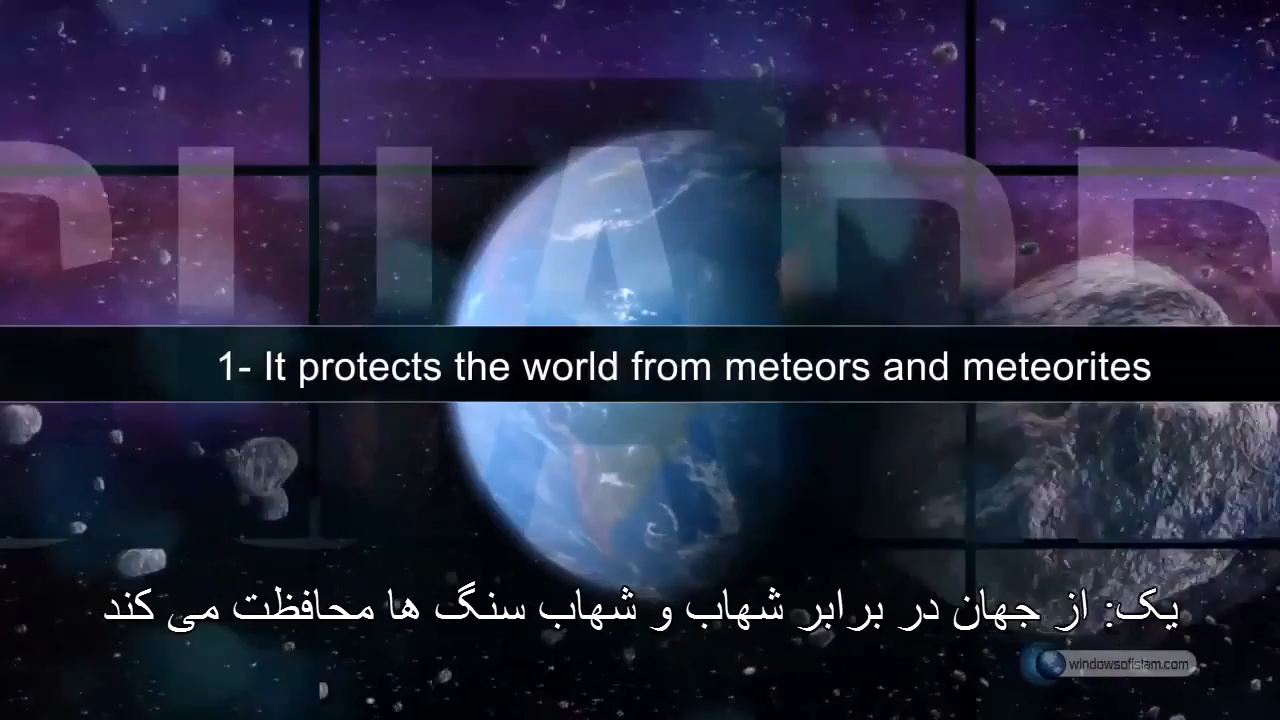 1- It protects the world from meteors and meteorites
یک: از جهان در برابر شهاب و شهاب سنگ ها محافظت می کند
windowsofislam.com